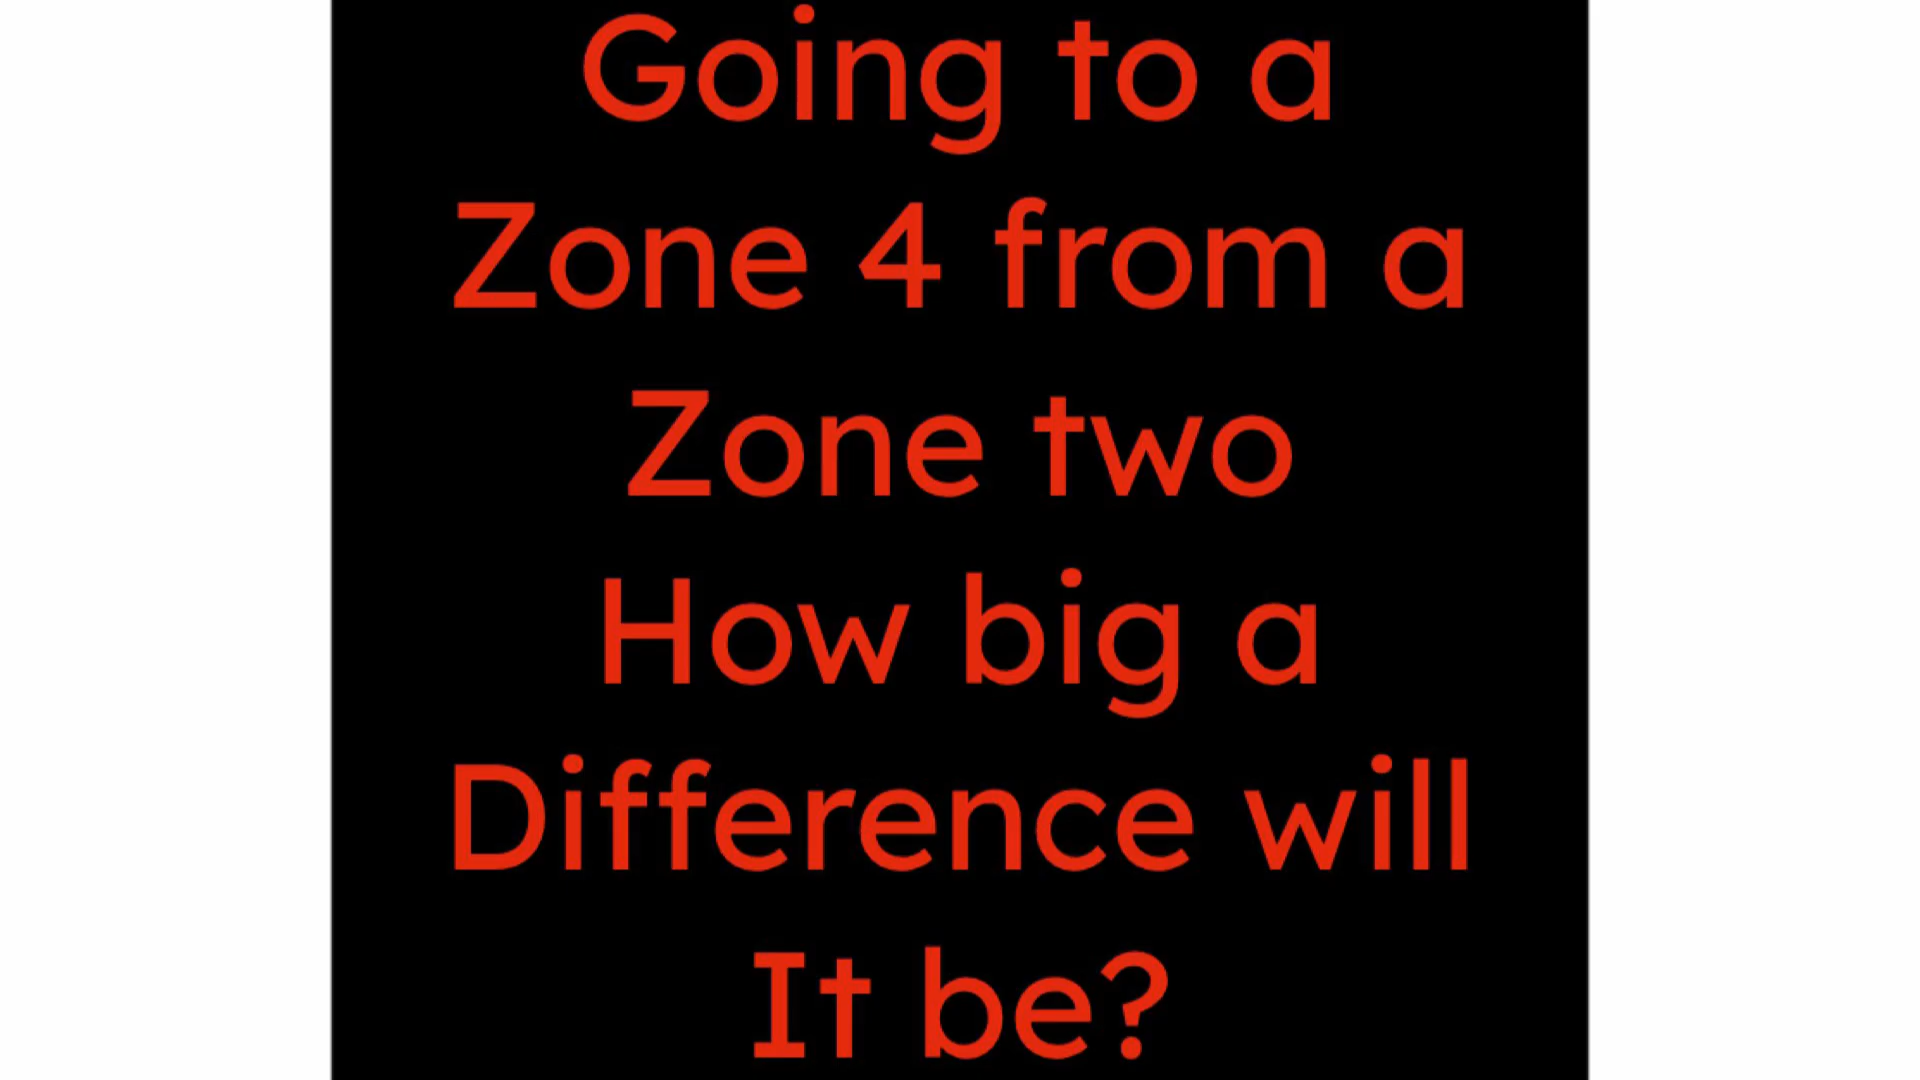 Going to a
Zone 4 from a
Zone two
How big a
Difference will
It be?